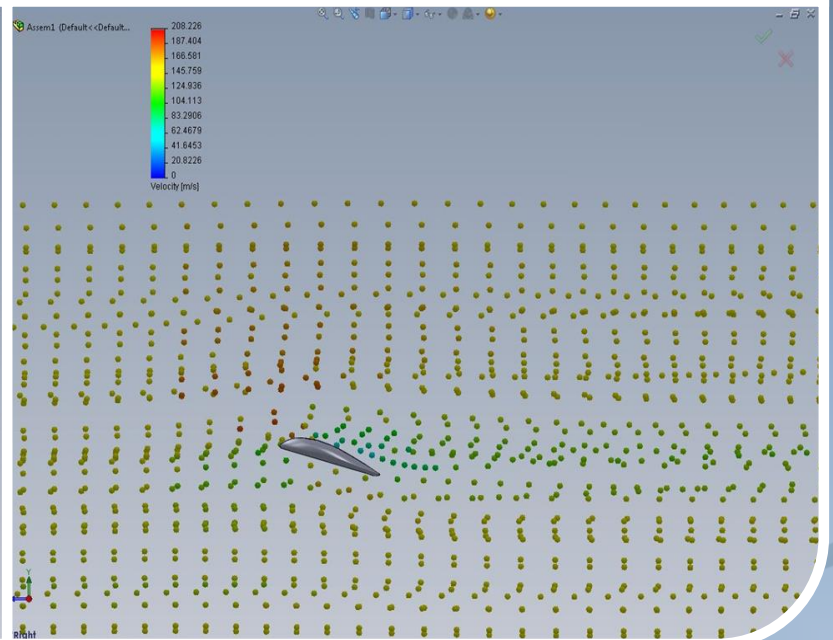 Assem1 (Default<<Default...
208.226
187.404
166.581
145.759
124.936
104.113
83.2906
62.4679
41.6453
20.8226
0
Velocity [m/s]
Y
Right